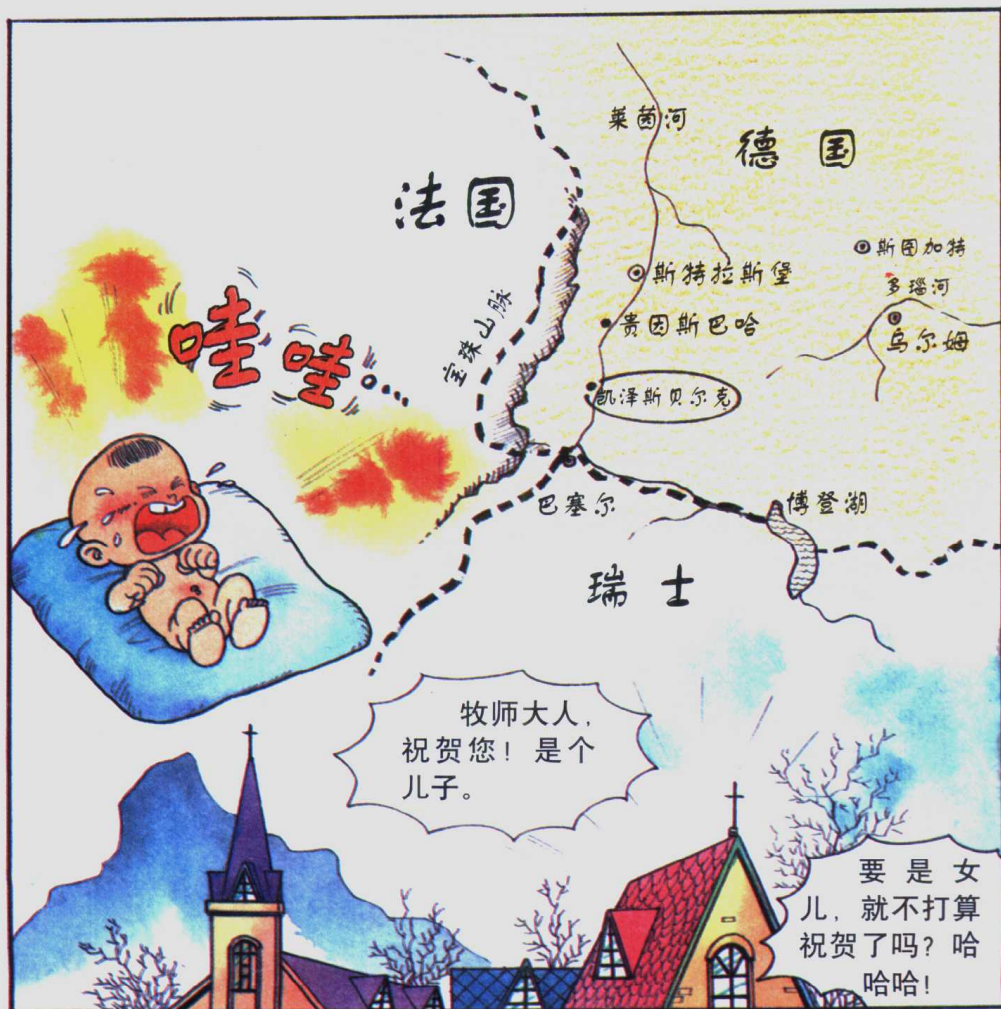 莱茵河
德国
法国
斯图加特
斯特拉斯堡
多瑙河
贵因斯巴哈
乌尔姆
宝珠山脉
哇哇。…
凯泽斯贝尔克
巴塞尔
博登湖
瑞士
牧师大人，
祝贺您！是个
儿子。
要是女
儿，就不打算
祝贺了吗？哈
哈哈！